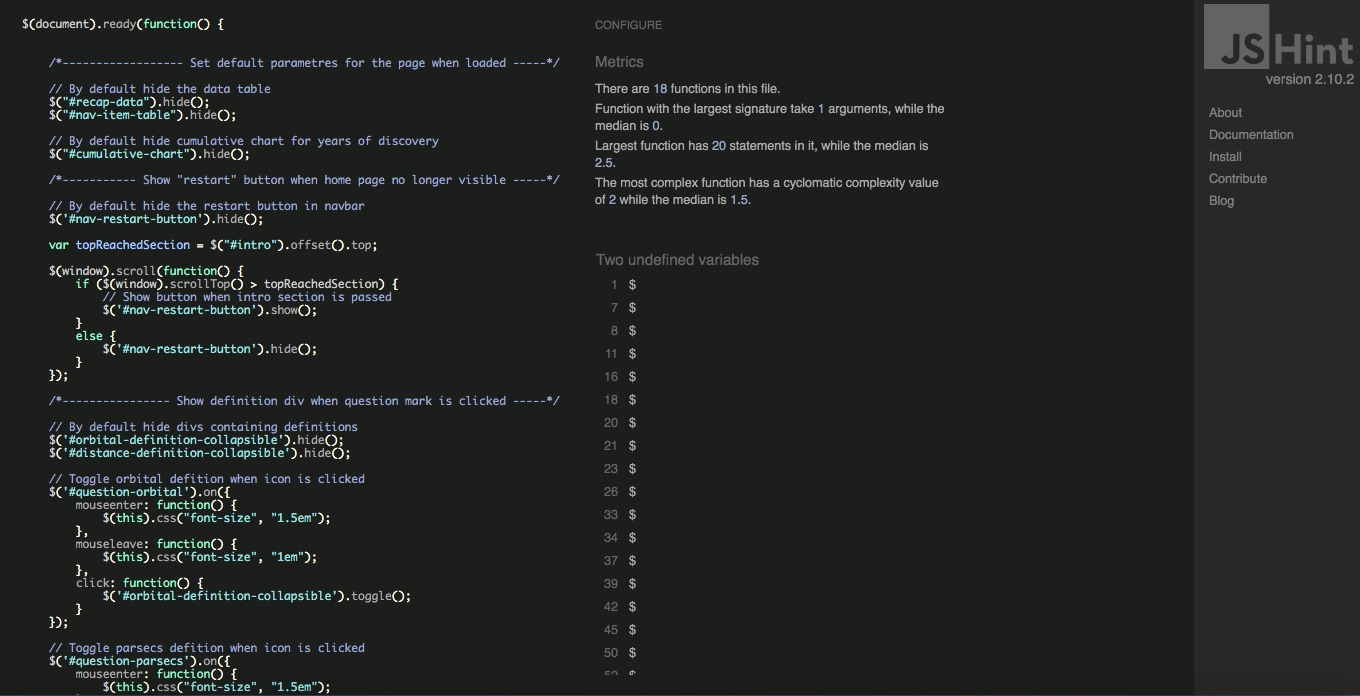 $(document).ready(function() {
/*------------------ Set default parametres for the page when loaded -----*/
// By default hide the data table
$("#recap-data").hide();
$("#nav-item-table").hide();
// By default hide cumulative chart for years of discovery
$("#cumulative-chart").hide();
/*----------- Show "restart" button when home page no longer visible -----*/
// By default hide the restart button in navbar
$('#nav-restart-button').hide();
var topReachedSection = $("#intro").offset().top;
$(window).scroll(function() {
if ($(window).scrollTop() > topReachedSection) {
// Show button when intro section is passed
$('#nav-restart-button').show();
}
else {
$('#nav-restart-button').hide();
}
});
/*---------------- Show definition div when question mark is clicked -----*/
// By default hide divs containing definitions
$('#orbital-definition-collapsible').hide();
$('#distance-definition-collapsible').hide();
// Toggle orbital defition when icon is clicked
$('#question-orbital').on({
mouseenter: function() {
$(this).css("font-size", "1.5em");
},
mouseleave: function() {
$(this).css("font-size", "1em");
},
click: function() {
$('#orbital-definition-collapsible').toggle();
}
});
// Toggle parsecs defition when icon is clicked
$('#question-parsecs').on({
mouseenter: function() {
$(this).css("font-size", "1.5em");
CONFIGURE
Metrics
There are 18 functions in this file.
Function with the largest signature take 1 arguments, while the
median is 0.
Largest function has 20 statements in it, while the median is
2.5.
The most complex function has a cyclomatic complexity value
of 2 while the median is 1.5.
Two undefined variables
1 $
7 $
8 $
11 $
16 $
18 $
20 $
21 $
23 $
26 $
33 $
34 $
37 $
39 $
42 $
45 $
50 $
JSHint
version 2.10.2
About
Documentation
Install
Contribute
Blog